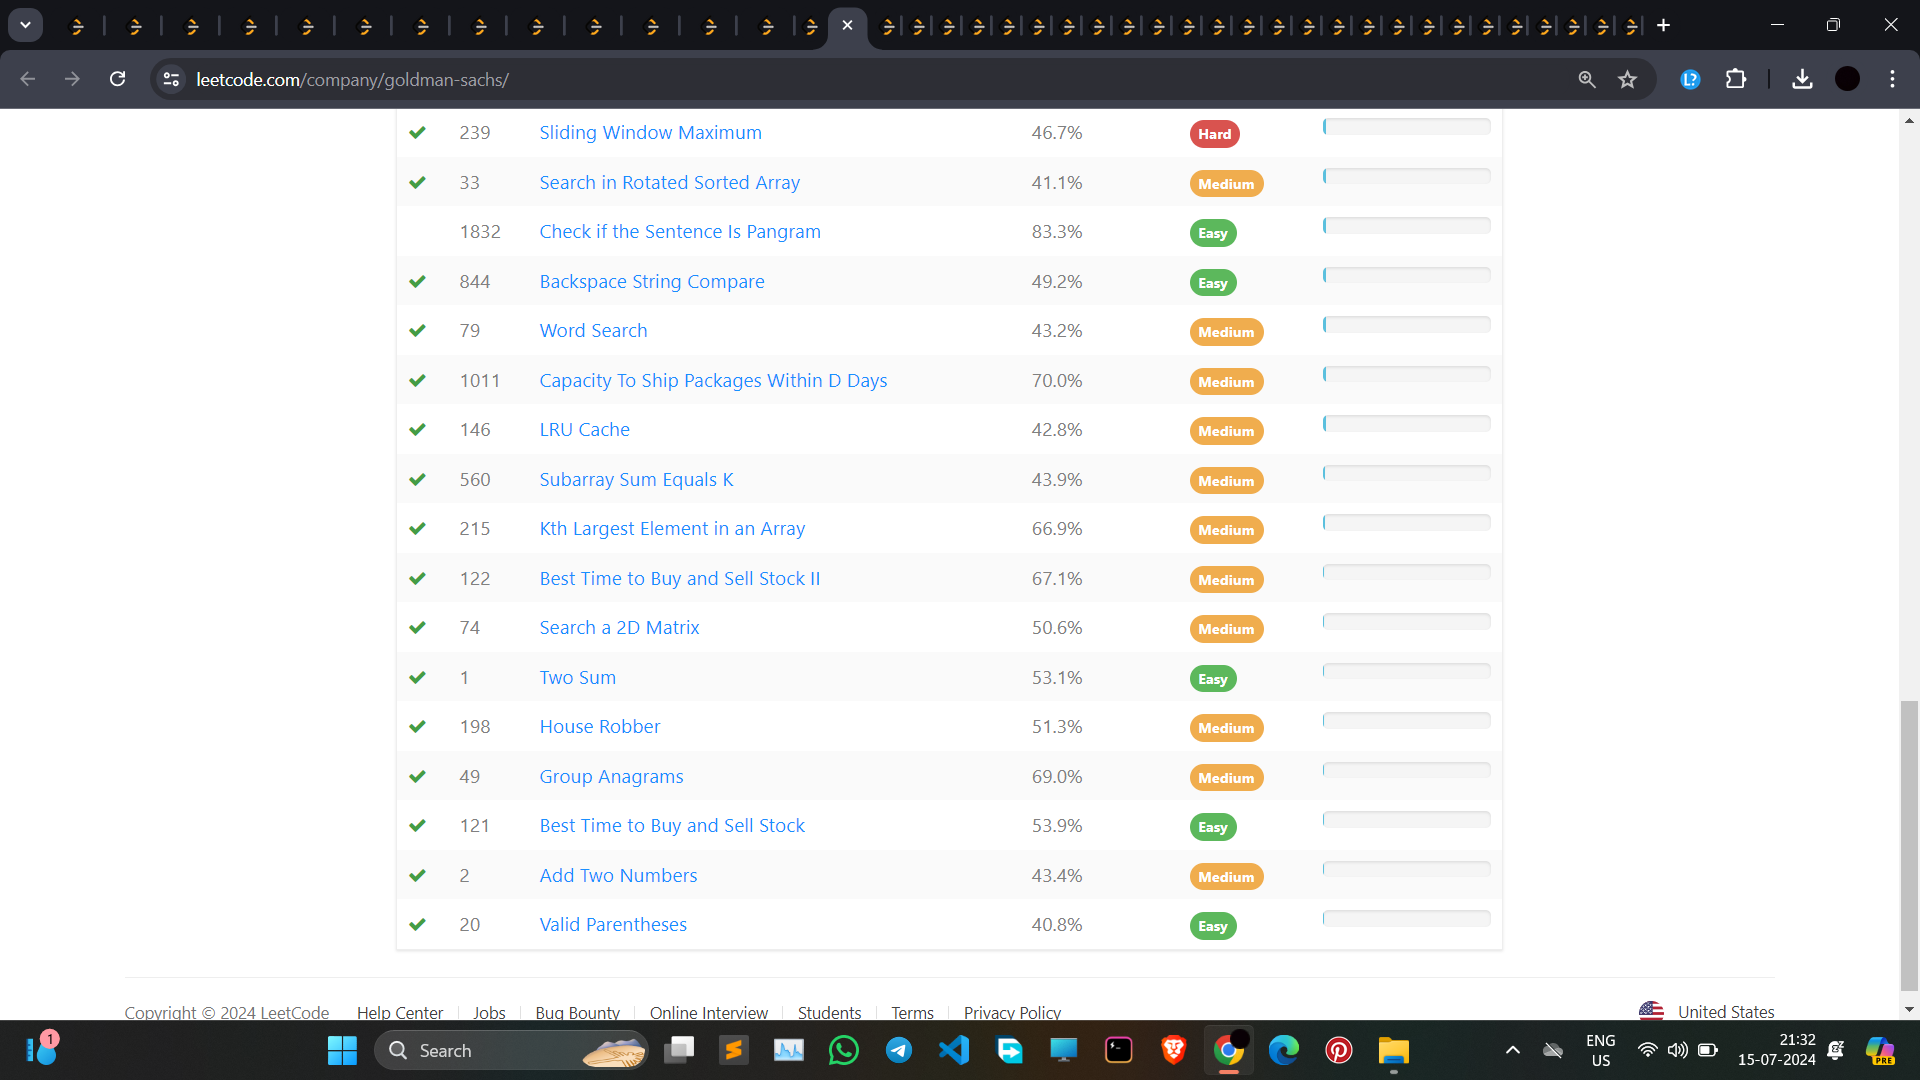 leetcode.com/company/goldman-sachs/
L?
239 Sliding Window Maximum 46.7% Hard
33 Search in Rotated Sorted Array 41.1% Medium
1832 Check if the Sentence Is Pangram 83.3% Easy
844 Backspace String Compare 49.2% Easy
79 Word Search 43.2% Medium
1011 Capacity To Ship Packages Within D Days 70.0% Medium
146 LRU Cache 42.8% Medium
560 Subarray Sum Equals K 43.9% Medium
215 Kth Largest Element in an Array 66.9% Medium
122 Best Time to Buy and Sell Stock II 67.1% Medium
74 Search a 2D Matrix 50.6% Medium
1 Two Sum 53.1% Easy
198 House Robber 51.3% Medium
49 Group Anagrams 69.0% Medium
121 Best Time to Buy and Sell Stock 53.9% Easy
2 Add Two Numbers 43.4% Medium
20 Valid Parentheses 40.8% Easy
Copyright © 2024 LeetCode Help Center Jobs Bug Bounty Online Interview Students Terms Privacy Policy United States
1 Search ENG 21:32
US 15-07-2024 PRE